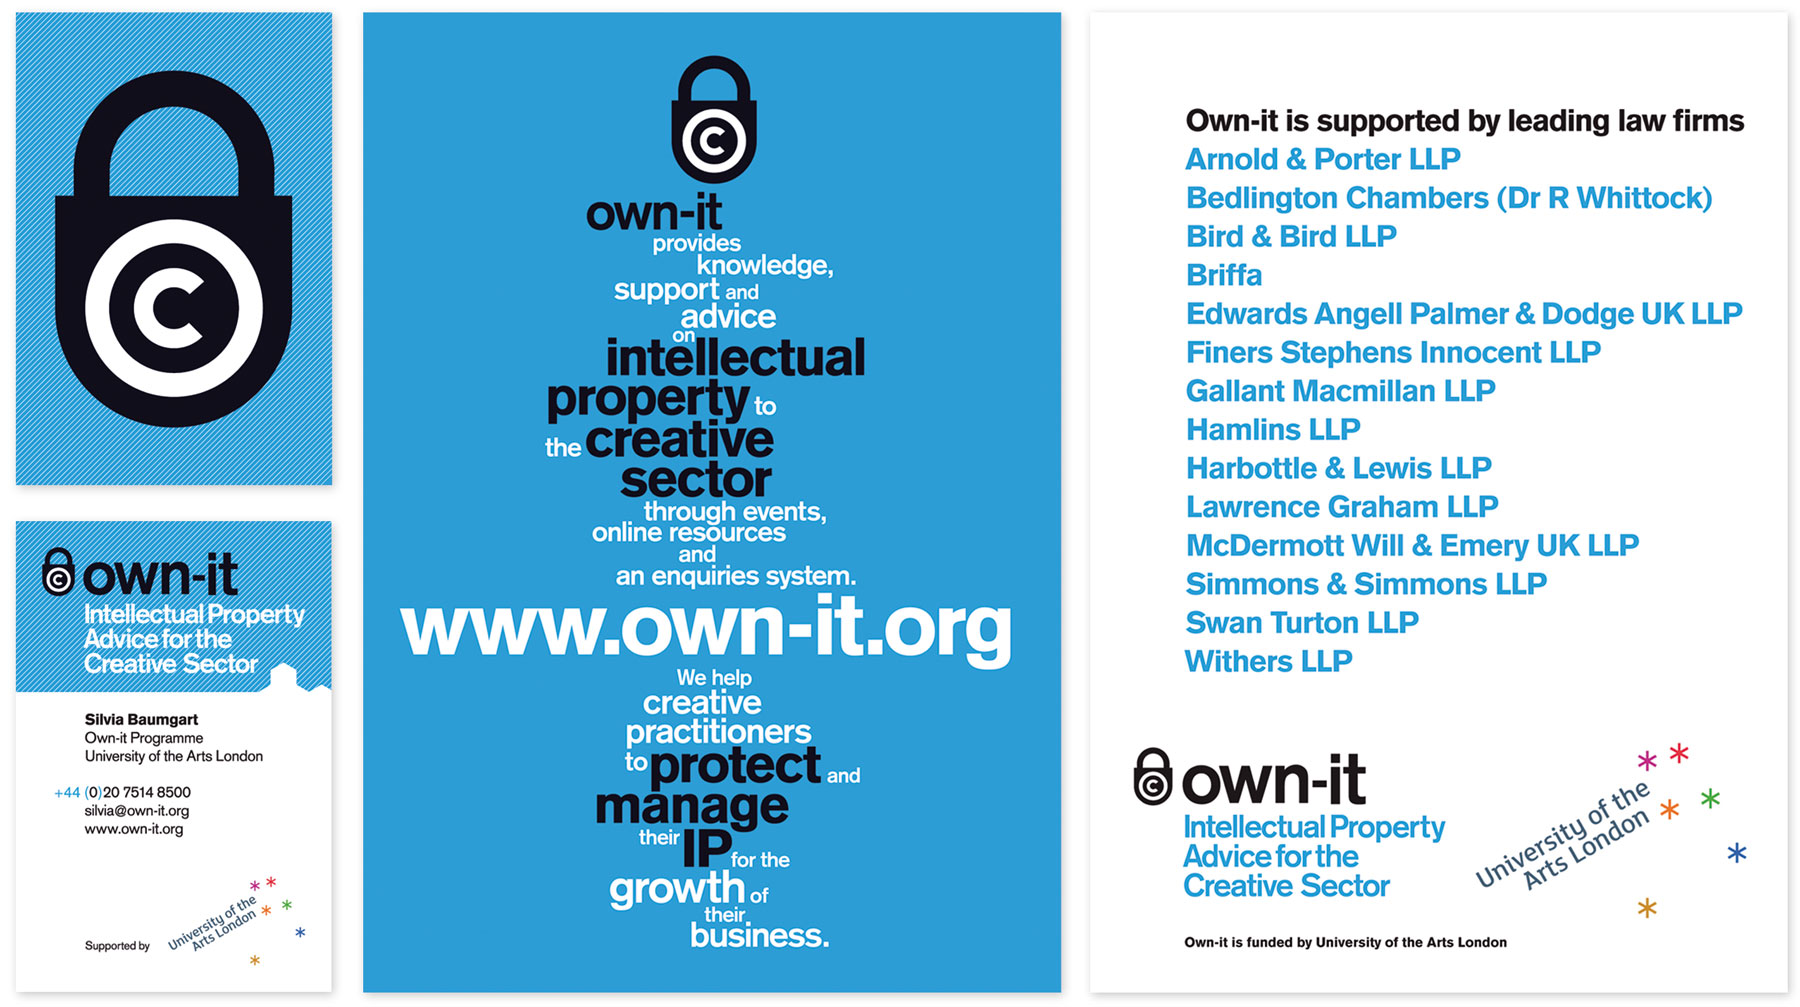 C
C own-it
Intellectual Property
Advice for the
Creative Sector
Silvia Baumgart
Own-it Programme
University of the Arts London
+44 (0)20 7514 8500
silvia@own-it.org
www.own-it.org
Supported by
University of the
Arts London
C
own-it
provides
knowledge,
support and
advice
on
intellectual
property to
the creative
sector
through events,
online resources
and
an enquiries system.
www.own-it.org
We help
creative
practitioners
to protect and
manage
their IP for the
growth of
their
business.
Own-it is supported by leading law firms
Arnold & Porter LLP
Bedlington Chambers (Dr R Whittock)
Bird & Bird LLP
Briffa
Edwards Angell Palmer & Dodge UK LLP
Finers Stephens Innocent LLP
Gallant Macmillan LLP
Hamlins LLP
Harbottle & Lewis LLP
Lawrence Graham LLP
McDermott Will & Emery UK LLP
Simmons & Simmons LLP
Swan Turton LLP
Withers LLP
C own-it
Intellectual Property
Advice for the
Creative Sector
University of the
Arts London
Own-it is funded by University of the Arts London